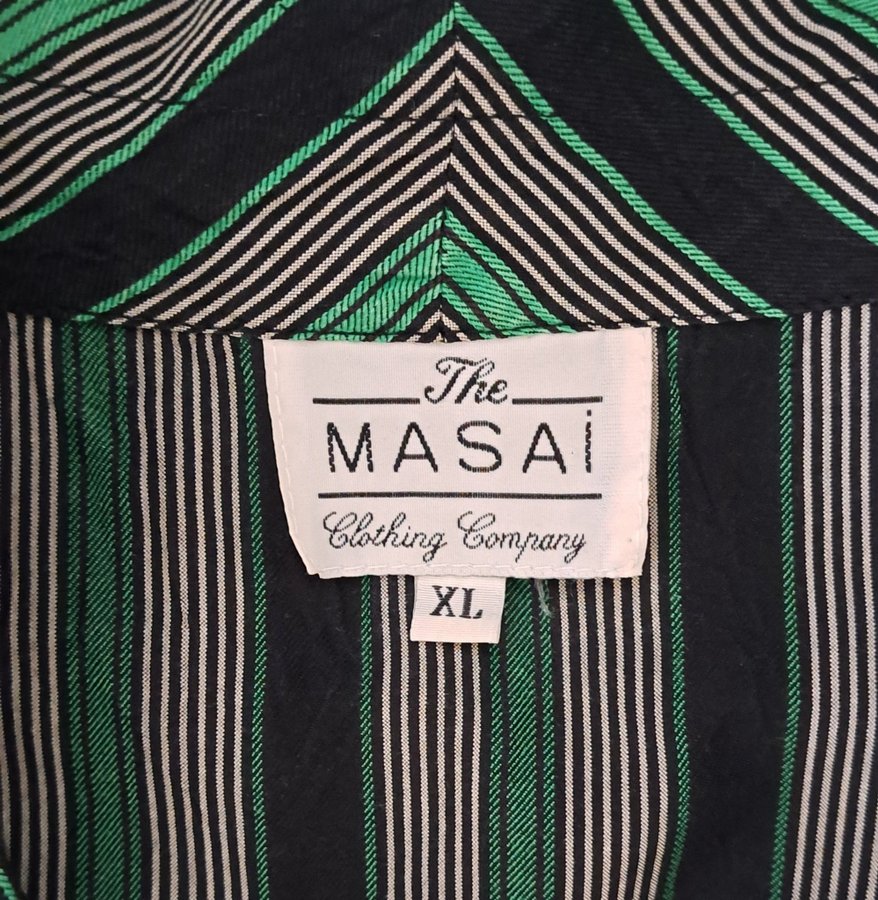 The
MASAi
Clothing Company
XL